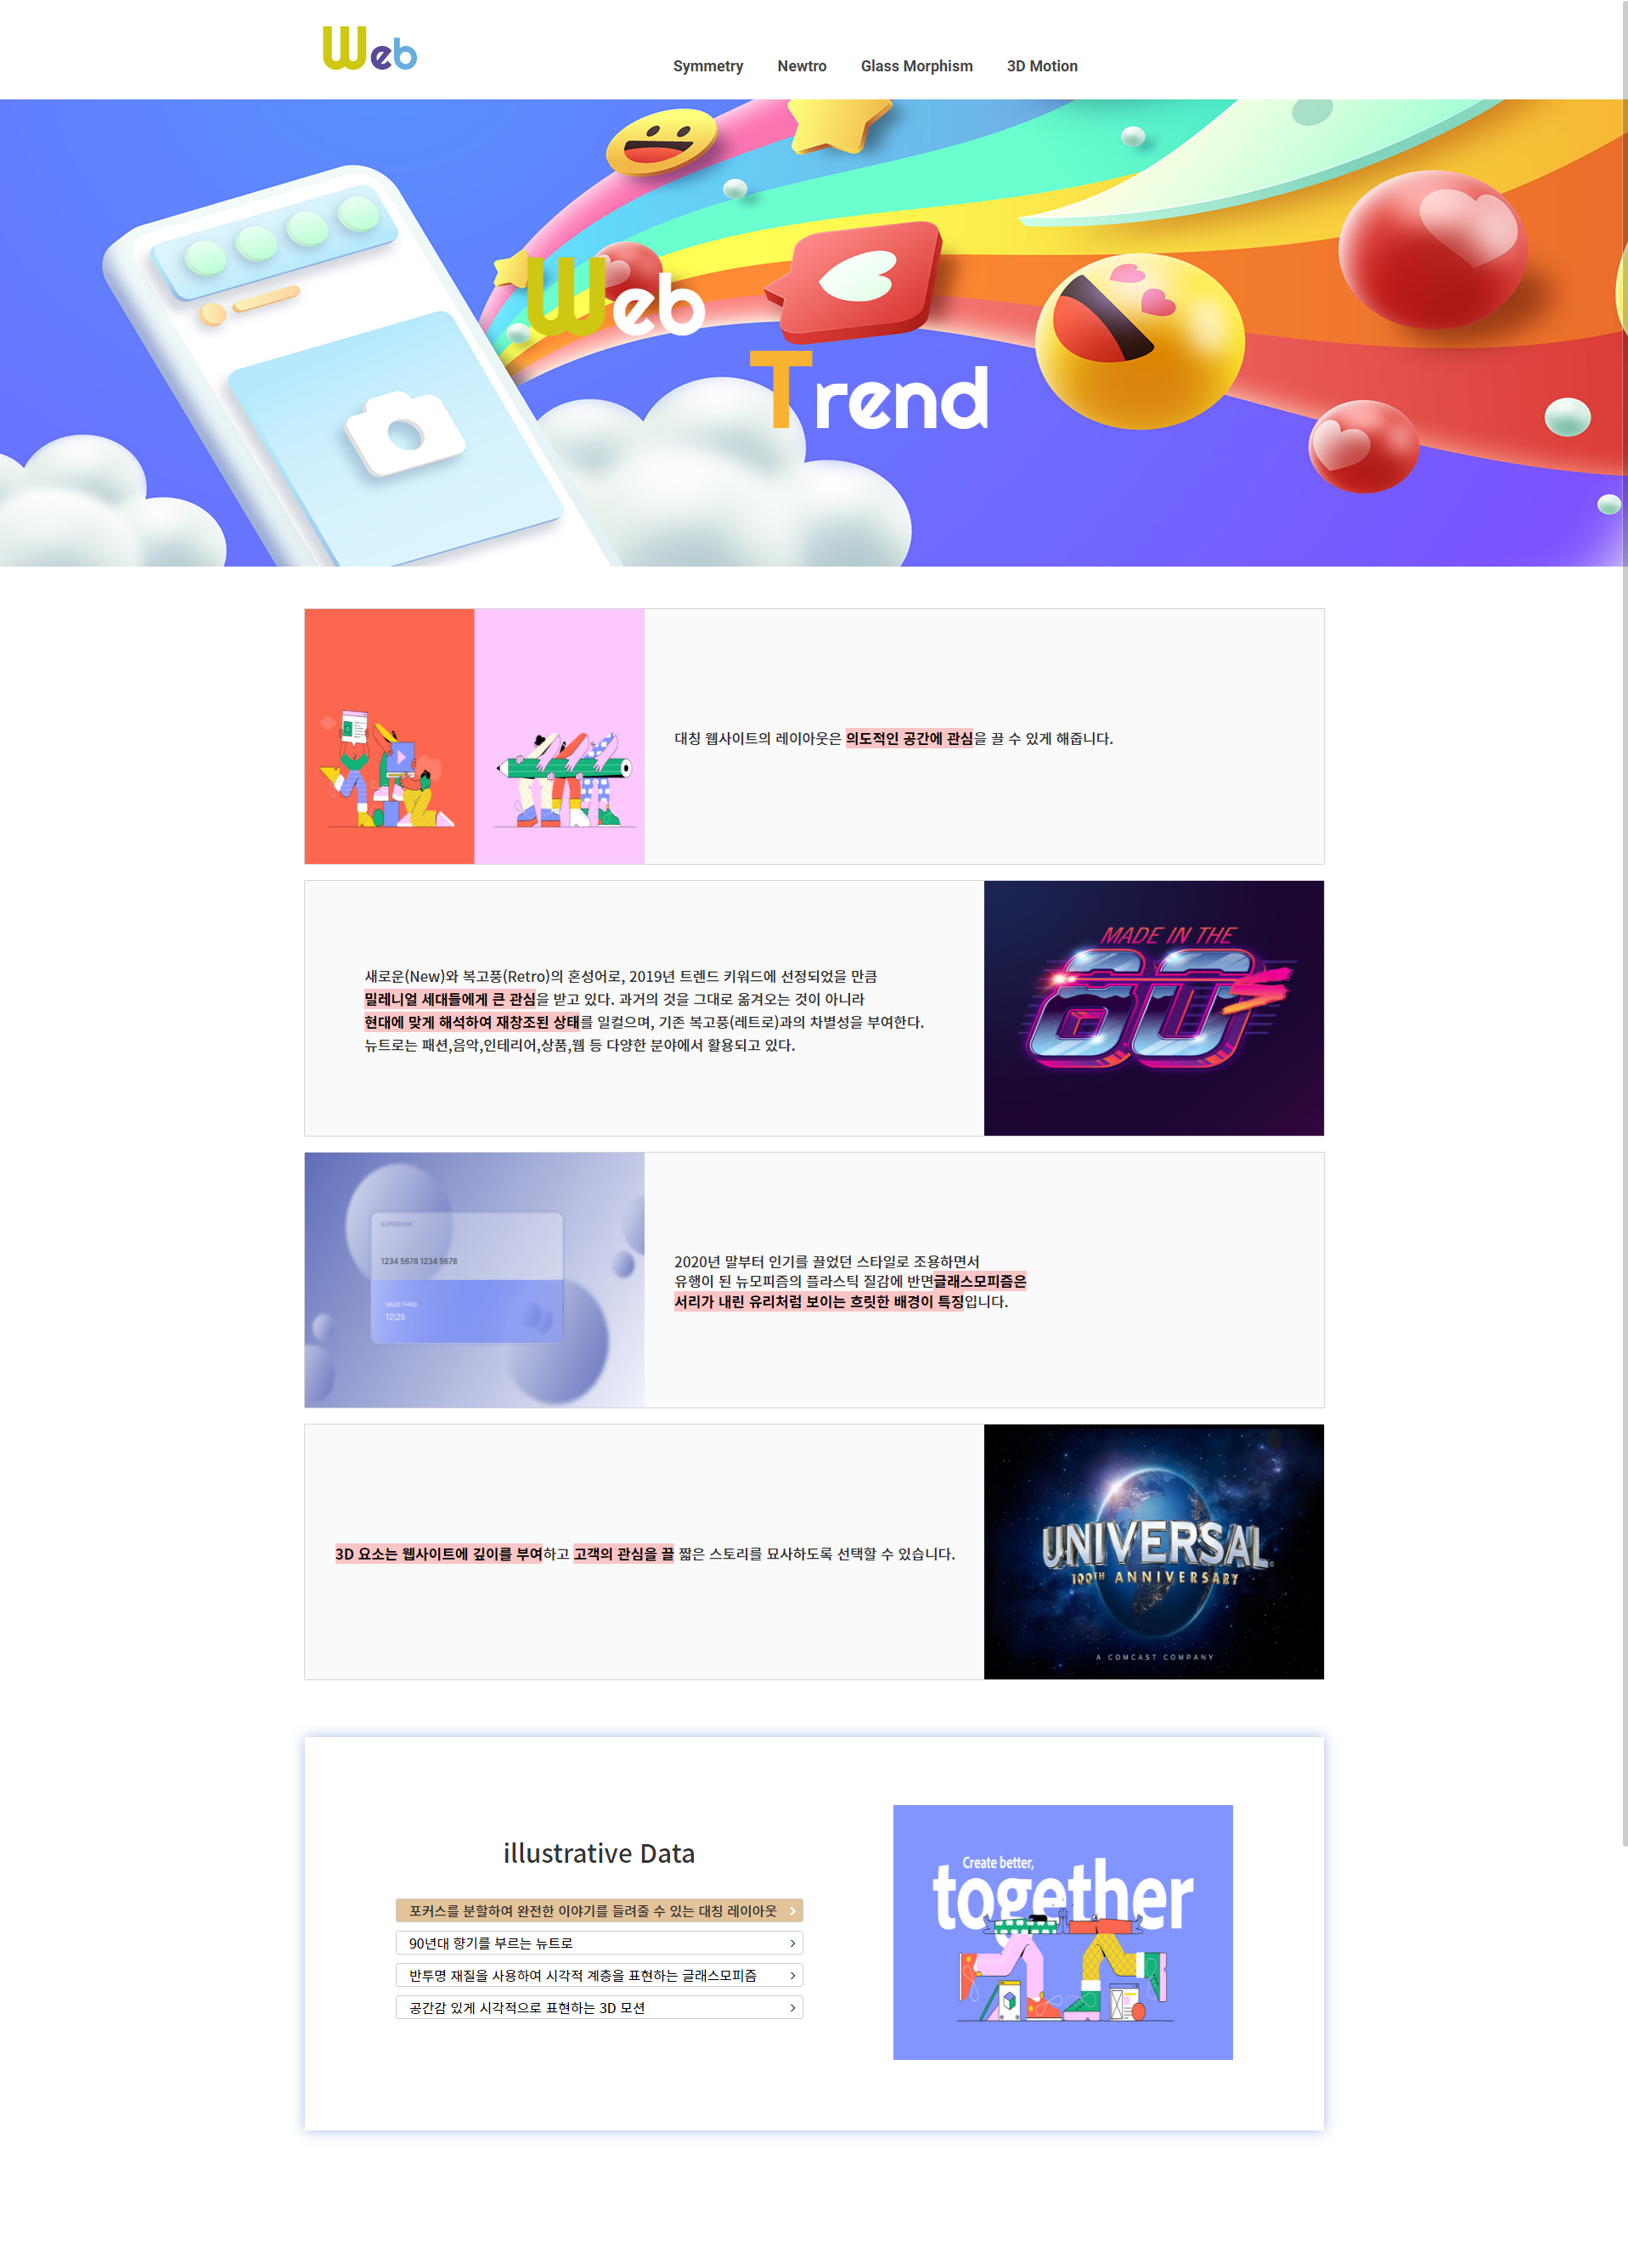 Web
Symmetry Newtro Glass Morphism 3D Motion
Web
Trend
대칭 웹사이트의 레이아웃은 의도적인 공간에 관심을 끌 수 있게 해줍니다.
새로운(New)와 복고풍(Retro)의 혼성어로, 2019년 트렌드 키워드에 선정되었을 만큼
밀레니얼 세대들에게 큰 관심을 받고 있다. 과거의 것을 그대로 옮겨오는 것이 아니라
현대에 맞게 해석하여 재창조된 상태를 일컬으며, 기존 복고풍(레트로)과의 차별성을 부여한다.
뉴트로는 패션,음악,인테리어,상품,웹 등 다양한 분야에서 활용되고 있다.
MADE IN THE
80
SUPERBANK
1234 5678 1234 5678
VALID THRU
12\29
2020년 말부터 인기를 끌었던 스타일로 조용하면서
유행이 된 뉴모피즘의 플라스틱 질감에 반면글래스모피즘은
서리가 내린 유리처럼 보이는 흐릿한 배경이 특징입니다.
3D 요소는 웹사이트에 깊이를 부여하고 고객의 관심을 끌 짧은 스토리를 묘사하도록 선택할 수 있습니다.
UNIVERSAL
100TH ANNIVERSARY
A COMCAST COMPANY
illustrative Data
포커스를 분할하여 완전한 이야기를 들려줄 수 있는 대칭 레이아웃
90년대 향기를 부르는 뉴트로
반투명 재질을 사용하여 시각적 계층을 표현하는 글래스모피즘
공간감 있게 시각적으로 표현하는 3D 모션
Create better,
together